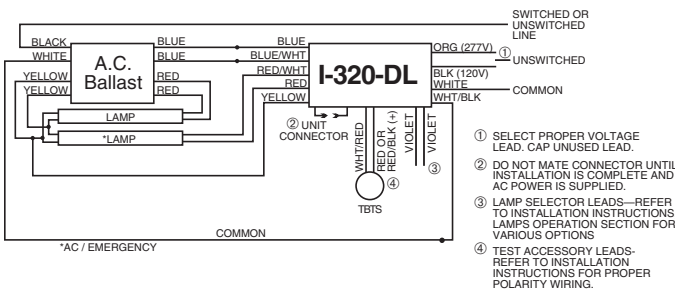 SWITCHED OR
UNSWITCHED
LINE
BLACK
BLUE
BLUE
ORG (277V)
①
WHITE
BLUE
BLUE/WHT
UNSWITCHED
A.C.
Ballast
I-320-DL
RED/WHT
BLK (120V)
YELLOW
RED
RED
WHITE
COMMON
YELLOW
RED
YELLOW
WHT/BLK
LAMP
② UNIT
CONNECTOR
*LAMP
WHT/RED
RED OR
RED/BLK (+)
VIOLET
VIOLET
③
④
TBTS
COMMON
*AC / EMERGENCY
① SELECT PROPER VOLTAGE
LEAD. CAP UNUSED LEAD.
② DO NOT MATE CONNECTOR UNTIL
INSTALLATION IS COMPLETE AND
AC POWER IS SUPPLIED.
③ LAMP SELECTOR LEADS—REFER
TO INSTALLATION INSTRUCTIONS
LAMPS OPERATION SECTION FOR
VARIOUS OPTIONS
④ TEST ACCESSORY LEADS-
REFER TO INSTALLATION
INSTRUCTIONS FOR PROPER
POLARITY WIRING.